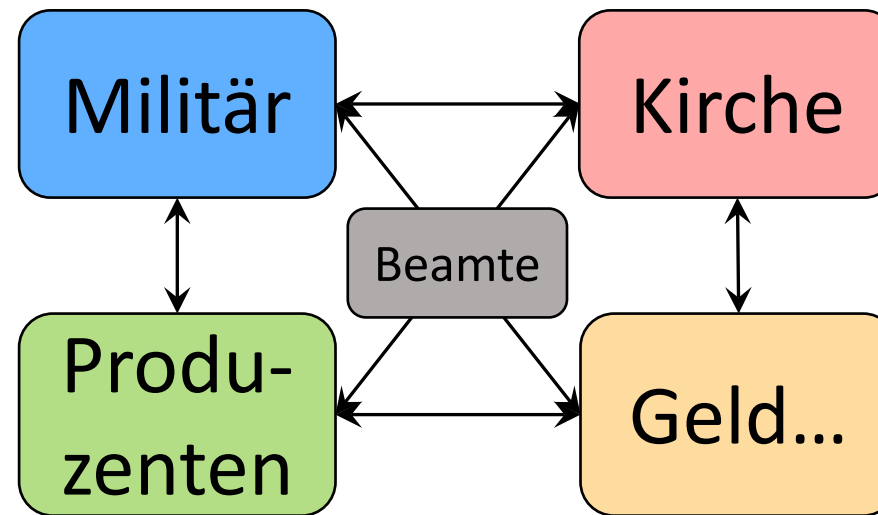 Militär
Kirche
Beamte
Produ-
zenten
Geld...